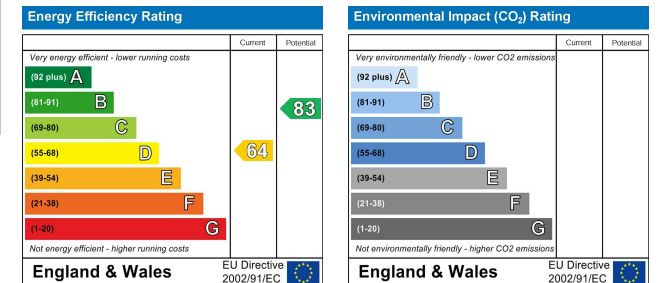 Energy Efficiency Rating
Current Potential
Very energy efficient - lower running costs
(92 plus) A
(81-91) B
(69-80) C
(55-68) D
(39-54) E
(21-38) F
(1-20) G
83
64
Not energy efficient - higher running costs
England & Wales
EU Directive
2002/91/EC
Environmental Impact (CO₂) Rating
Current Potential
Very environmentally friendly - lower CO2 emissions
(92 plus) A
(81-91) B
(69-80) C
(55-68) D
(39-54) E
(21-38) F
(1-20) G
Not environmentally friendly - higher CO2 emissions
England & Wales
EU Directive
2002/91/EC